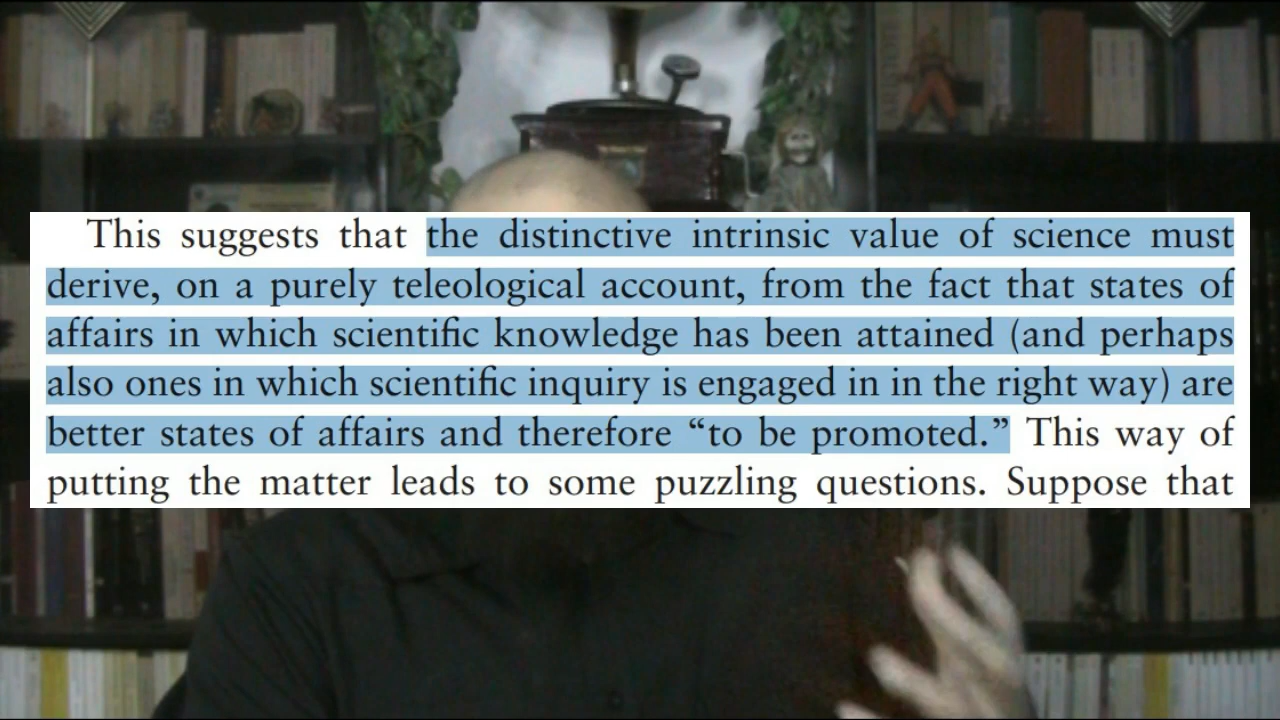 This suggests that the distinctive intrinsic value of science must
derive, on a purely teleological account, from the fact that states of
affairs in which scientific knowledge has been attained (and perhaps
also ones in which scientific inquiry is engaged in in the right way) are
better states of affairs and therefore “to be promoted.” This way of
putting the matter leads to some puzzling questions. Suppose that